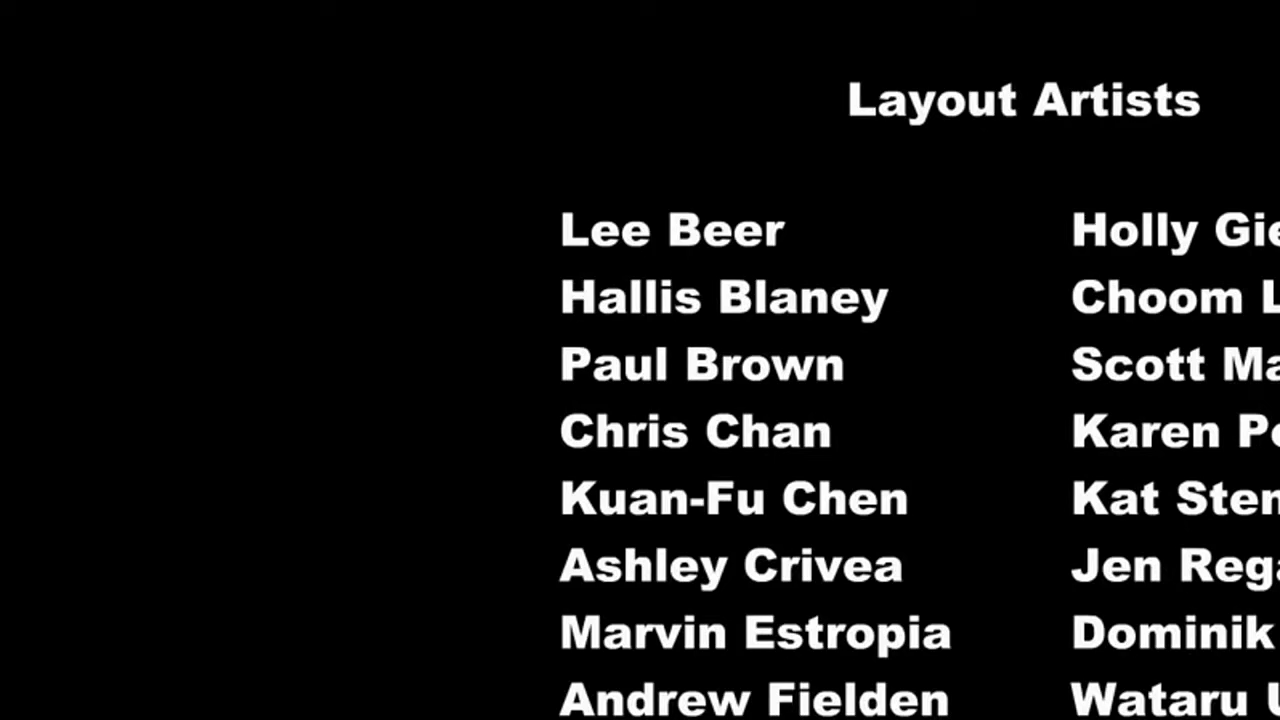 Layout Artists
Lee Beer
Hallis Blaney
Paul Brown
Chris Chan
Kuan-Fu Chen
Ashley Crivea
Marvin Estropia
Andrew Fielden
Holly
Choom
Scott
Karen
Kat
Jen
Dominik
Wataru